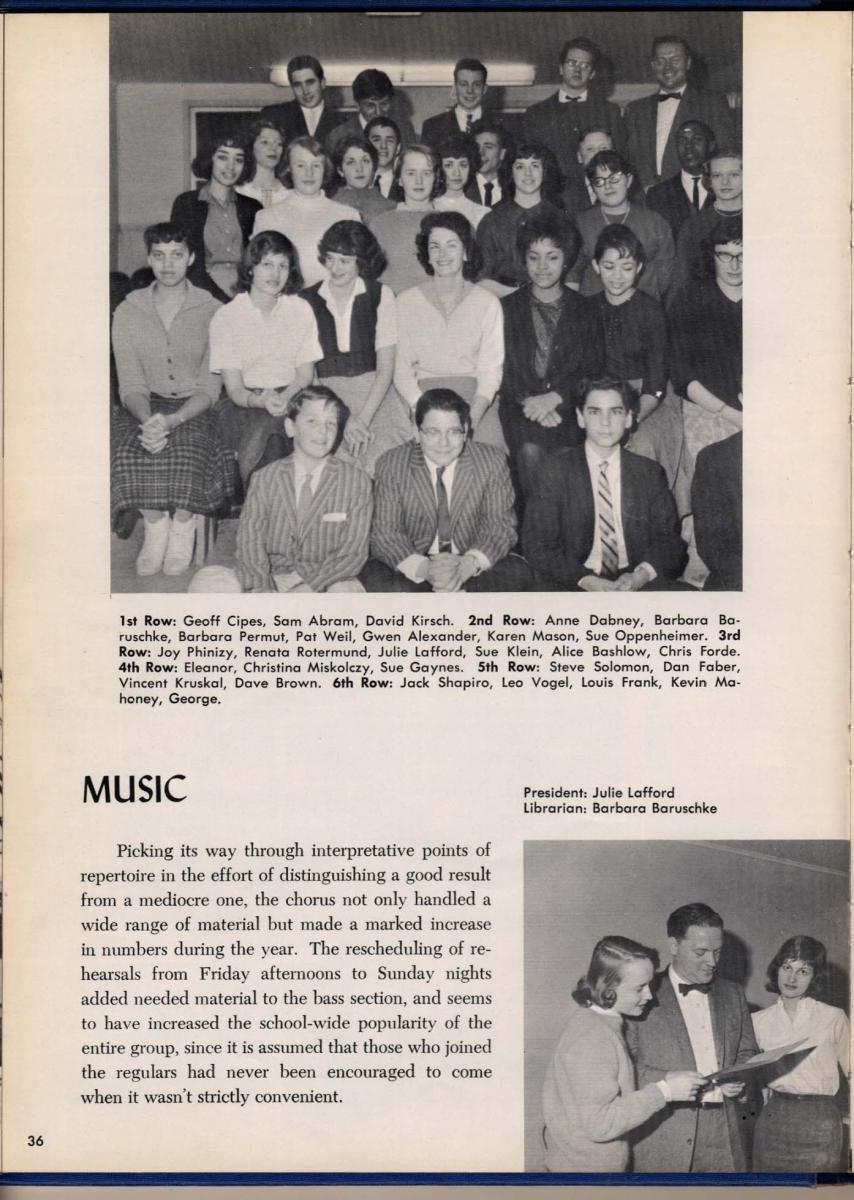 1st Row: Geoff Cipes, Sam Abram, David Kirsch. 2nd Row: Anne Dabney, Barbara Ba-
ruschke, Barbara Permut, Pat Weil, Gwen Alexander, Karen Mason, Sue Oppenheimer. 3rd
Row: Joy Phinizy, Renata Rotermund, Julie Lafford, Sue Klein, Alice Bashlow, Chris Forde.
4th Row: Eleanor, Christina Miskolczy, Sue Gaynes. 5th Row: Steve Solomon, Dan Faber,
Vincent Kruskal, Dave Brown. 6th Row: Jack Shapiro, Leo Vogel, Louis Frank, Kevin Ma-
honey, George.
MUSIC
Picking its way through interpretative points of
repertoire in the effort of distinguishing a good result
from a mediocre one, the chorus not only handled a
wide range of material but made a marked increase
in numbers during the year. The rescheduling of re-
hearsals from Friday afternoons to Sunday nights
added needed material to the bass section, and seems
to have increased the school-wide popularity of the
entire group, since it is assumed that those who joined
the regulars had never been encouraged to come
when it wasn't strictly convenient.
President: Julie Lafford
Librarian: Barbara Baruschke
36